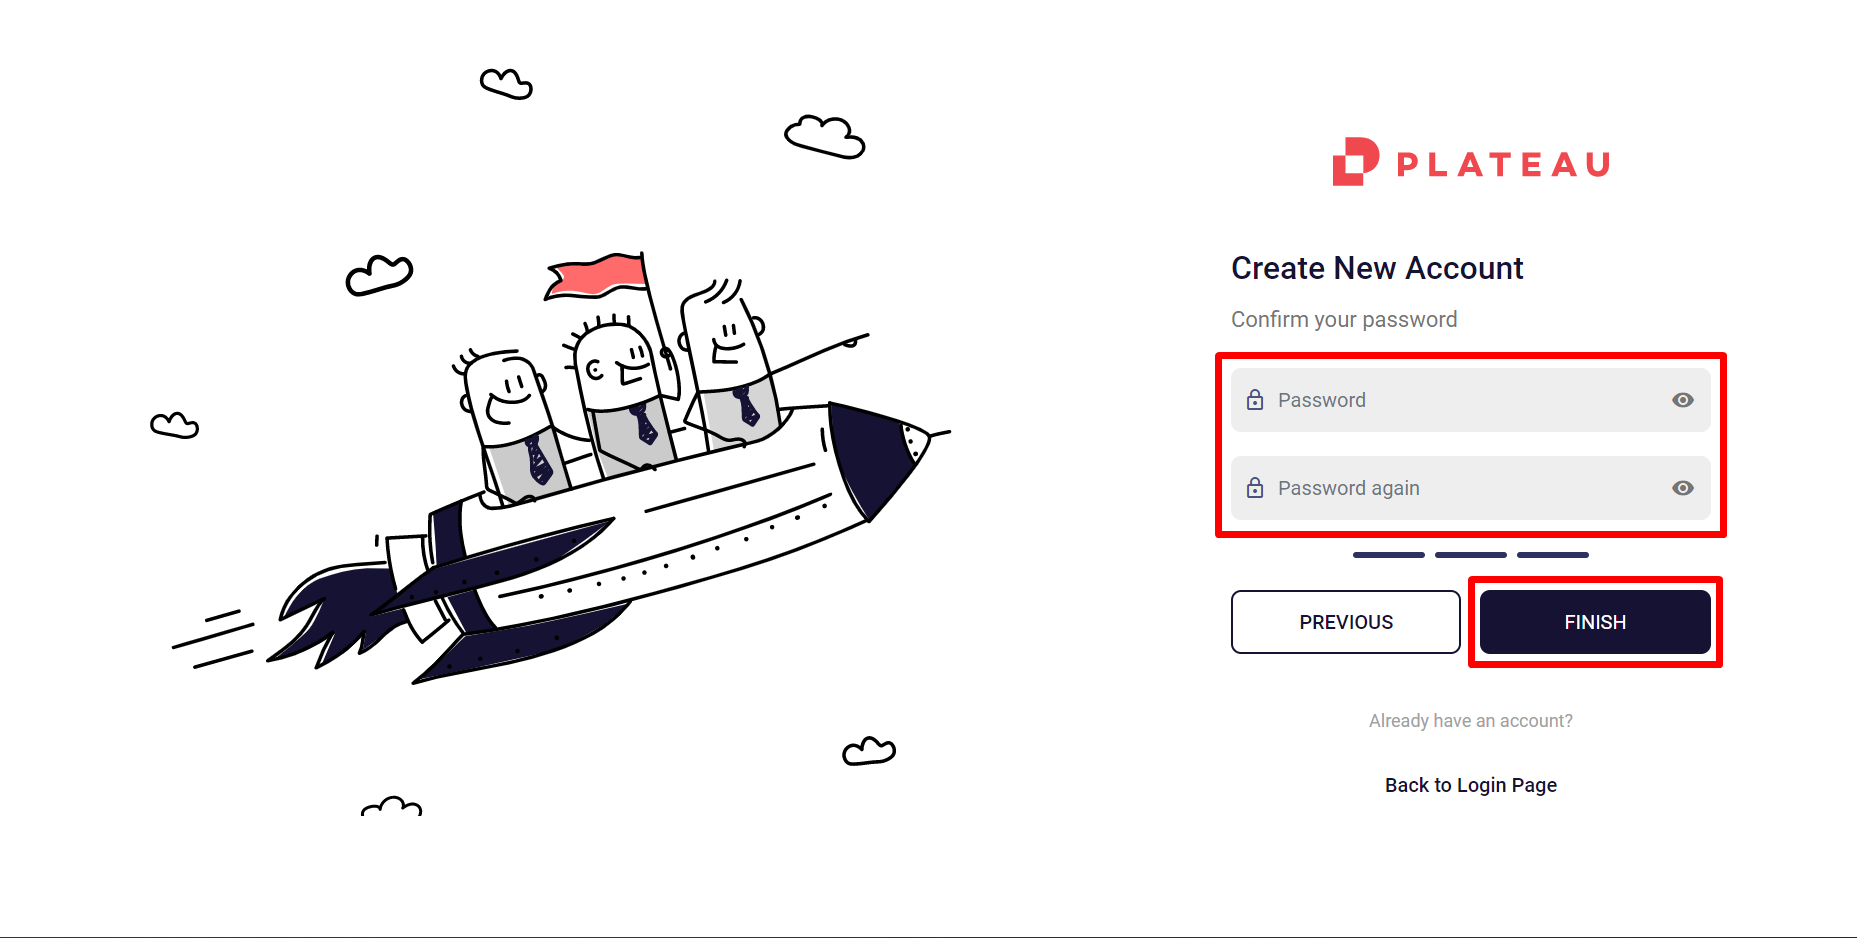 PLATEAU
Create New Account
Confirm your password
Password
Password again
PREVIOUS
FINISH
Already have an account?
Back to Login Page